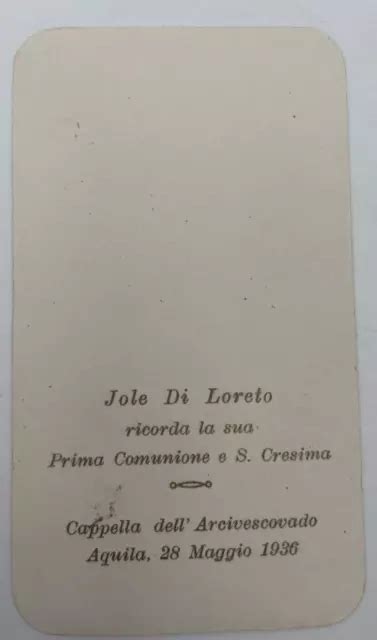 Jole Di Loreto
ricorda la sua
Prima Comunione e S. Cresima
Cappella dell' Arcivescovado
Aquila, 28 Maggio 1936